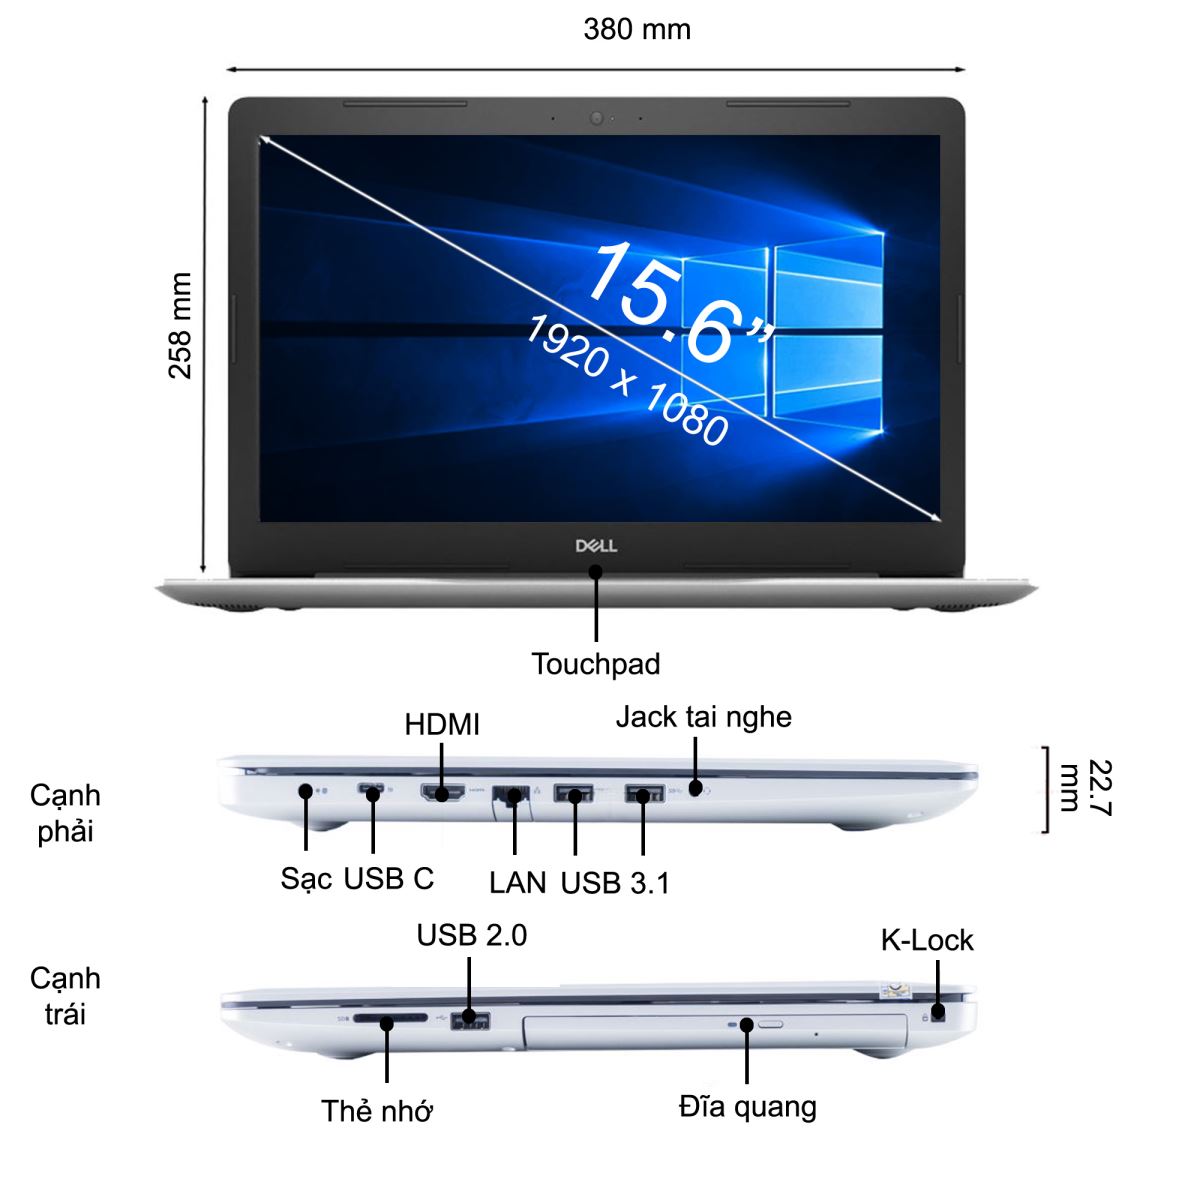 380 mm
258 mm
15.6”
1920 x 1080
DELL
Touchpad
HDMI
Jack tai nghe
Cạnh
phải
22.7
mm
Sạc USB C LAN USB 3.1
USB 2.0
K-Lock
Cạnh
trái
Thẻ nhớ
Đĩa quang